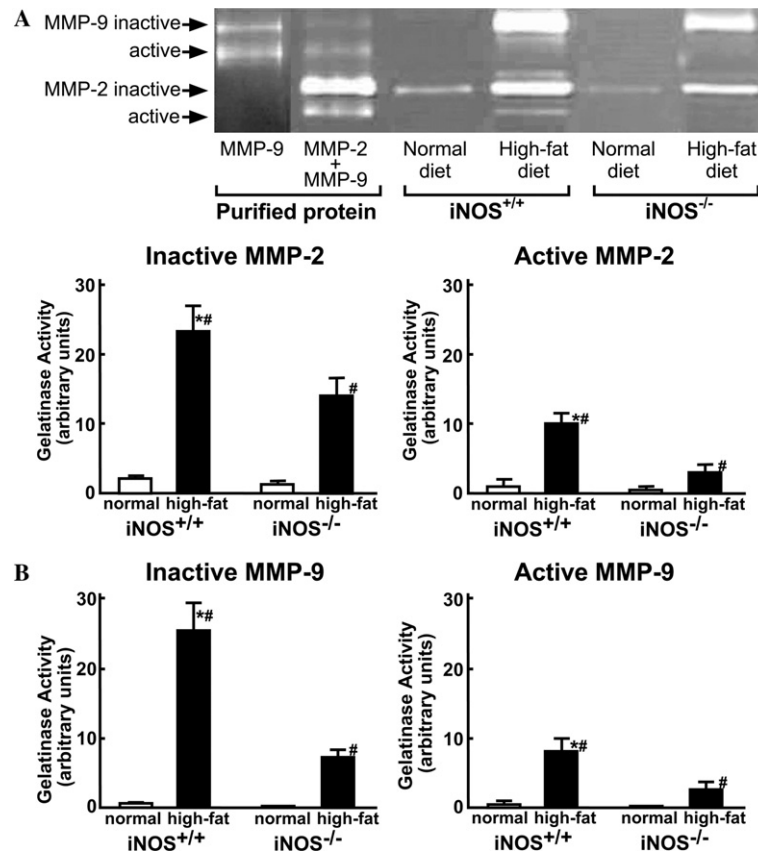 A
MMP-9 inactive
active
MMP-2 inactive
active
MMP-9 MMP-2 + MMP-9 Normal diet High-fat diet Normal diet High-fat diet
Purified protein iNOS+/+ iNOS-/-
Inactive MMP-2
Gelatinase Activity (arbitrary units)
30
20
10
0
*# #
normal high-fat normal high-fat
iNOS+/+ iNOS-/-
Active MMP-2
Gelatinase Activity (arbitrary units)
30
20
10
0
*# #
normal high-fat normal high-fat
iNOS+/+ iNOS-/-
B
Inactive MMP-9
Gelatinase Activity (arbitrary units)
30
20
10
0
*# #
normal high-fat normal high-fat
iNOS+/+ iNOS-/-
Active MMP-9
Gelatinase Activity (arbitrary units)
30
20
10
0
*# #
normal high-fat normal high-fat
iNOS+/+ iNOS-/-